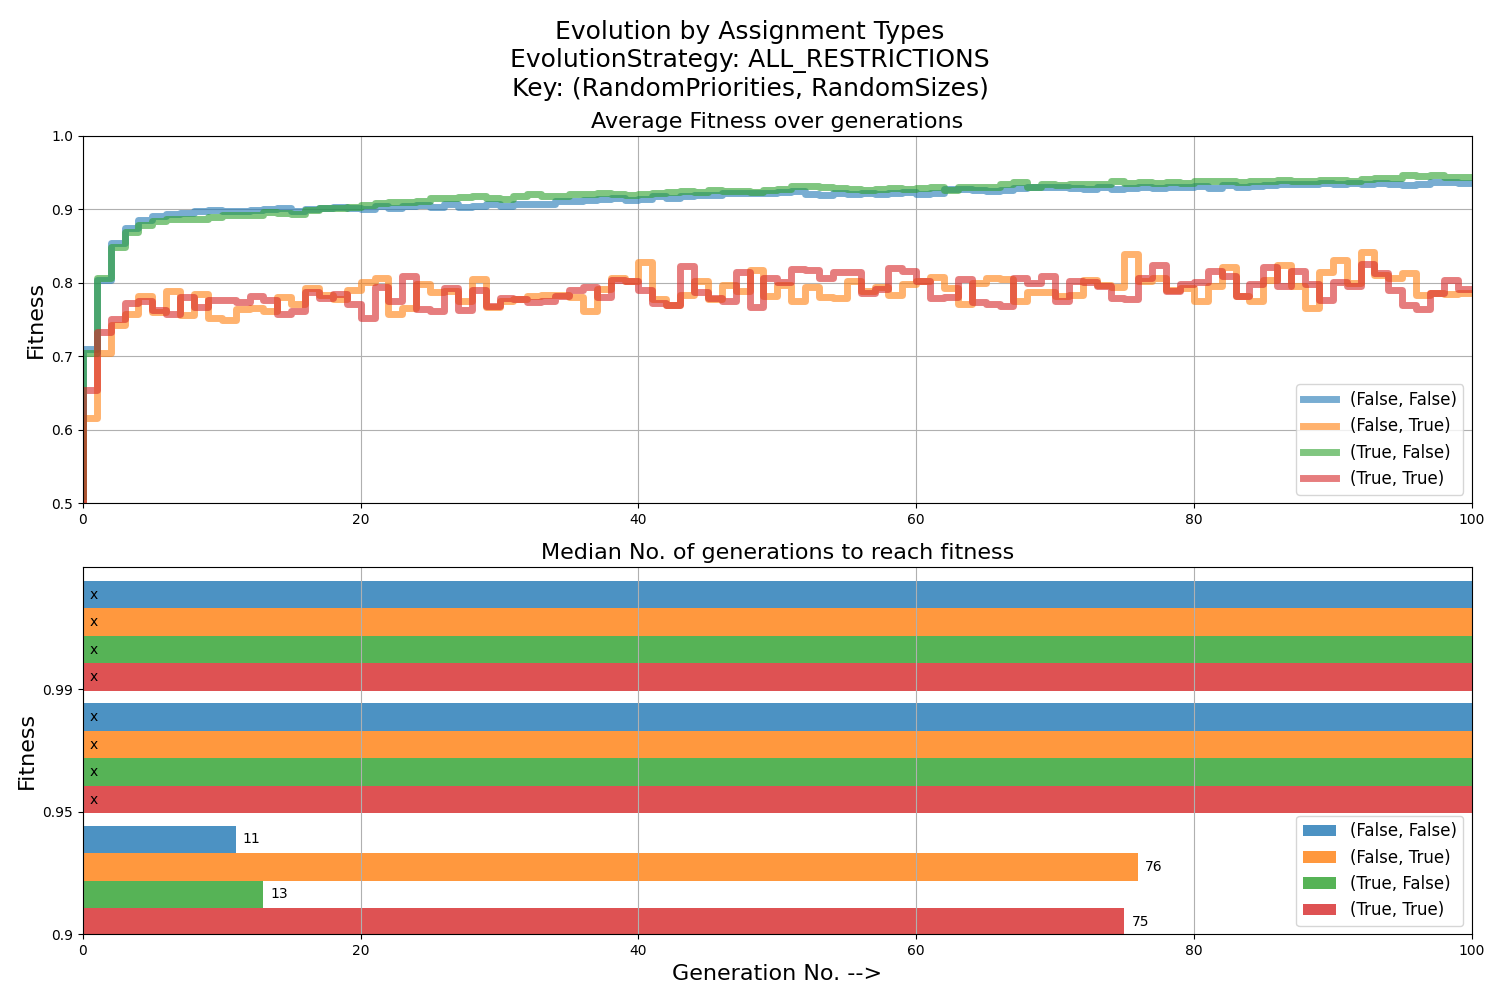 Evolution by Assignment Types
EvolutionStrategy: ALL_RESTRICTIONS
Key: (RandomPriorities, RandomSizes)
Average Fitness over generations
1.0
0.9
0.8
0.7
0.6
0.5
Fitness
0 20 40 60 80 100
(False, False)
(False, True)
(True, False)
(True, True)
Median No. of generations to reach fitness
x
x
x
x
0.99
x
x
x
x
0.95
11
76
13
75
0.9
Fitness
(False, False)
(False, True)
(True, False)
(True, True)
0 20 40 60 80 100
Generation No. -->